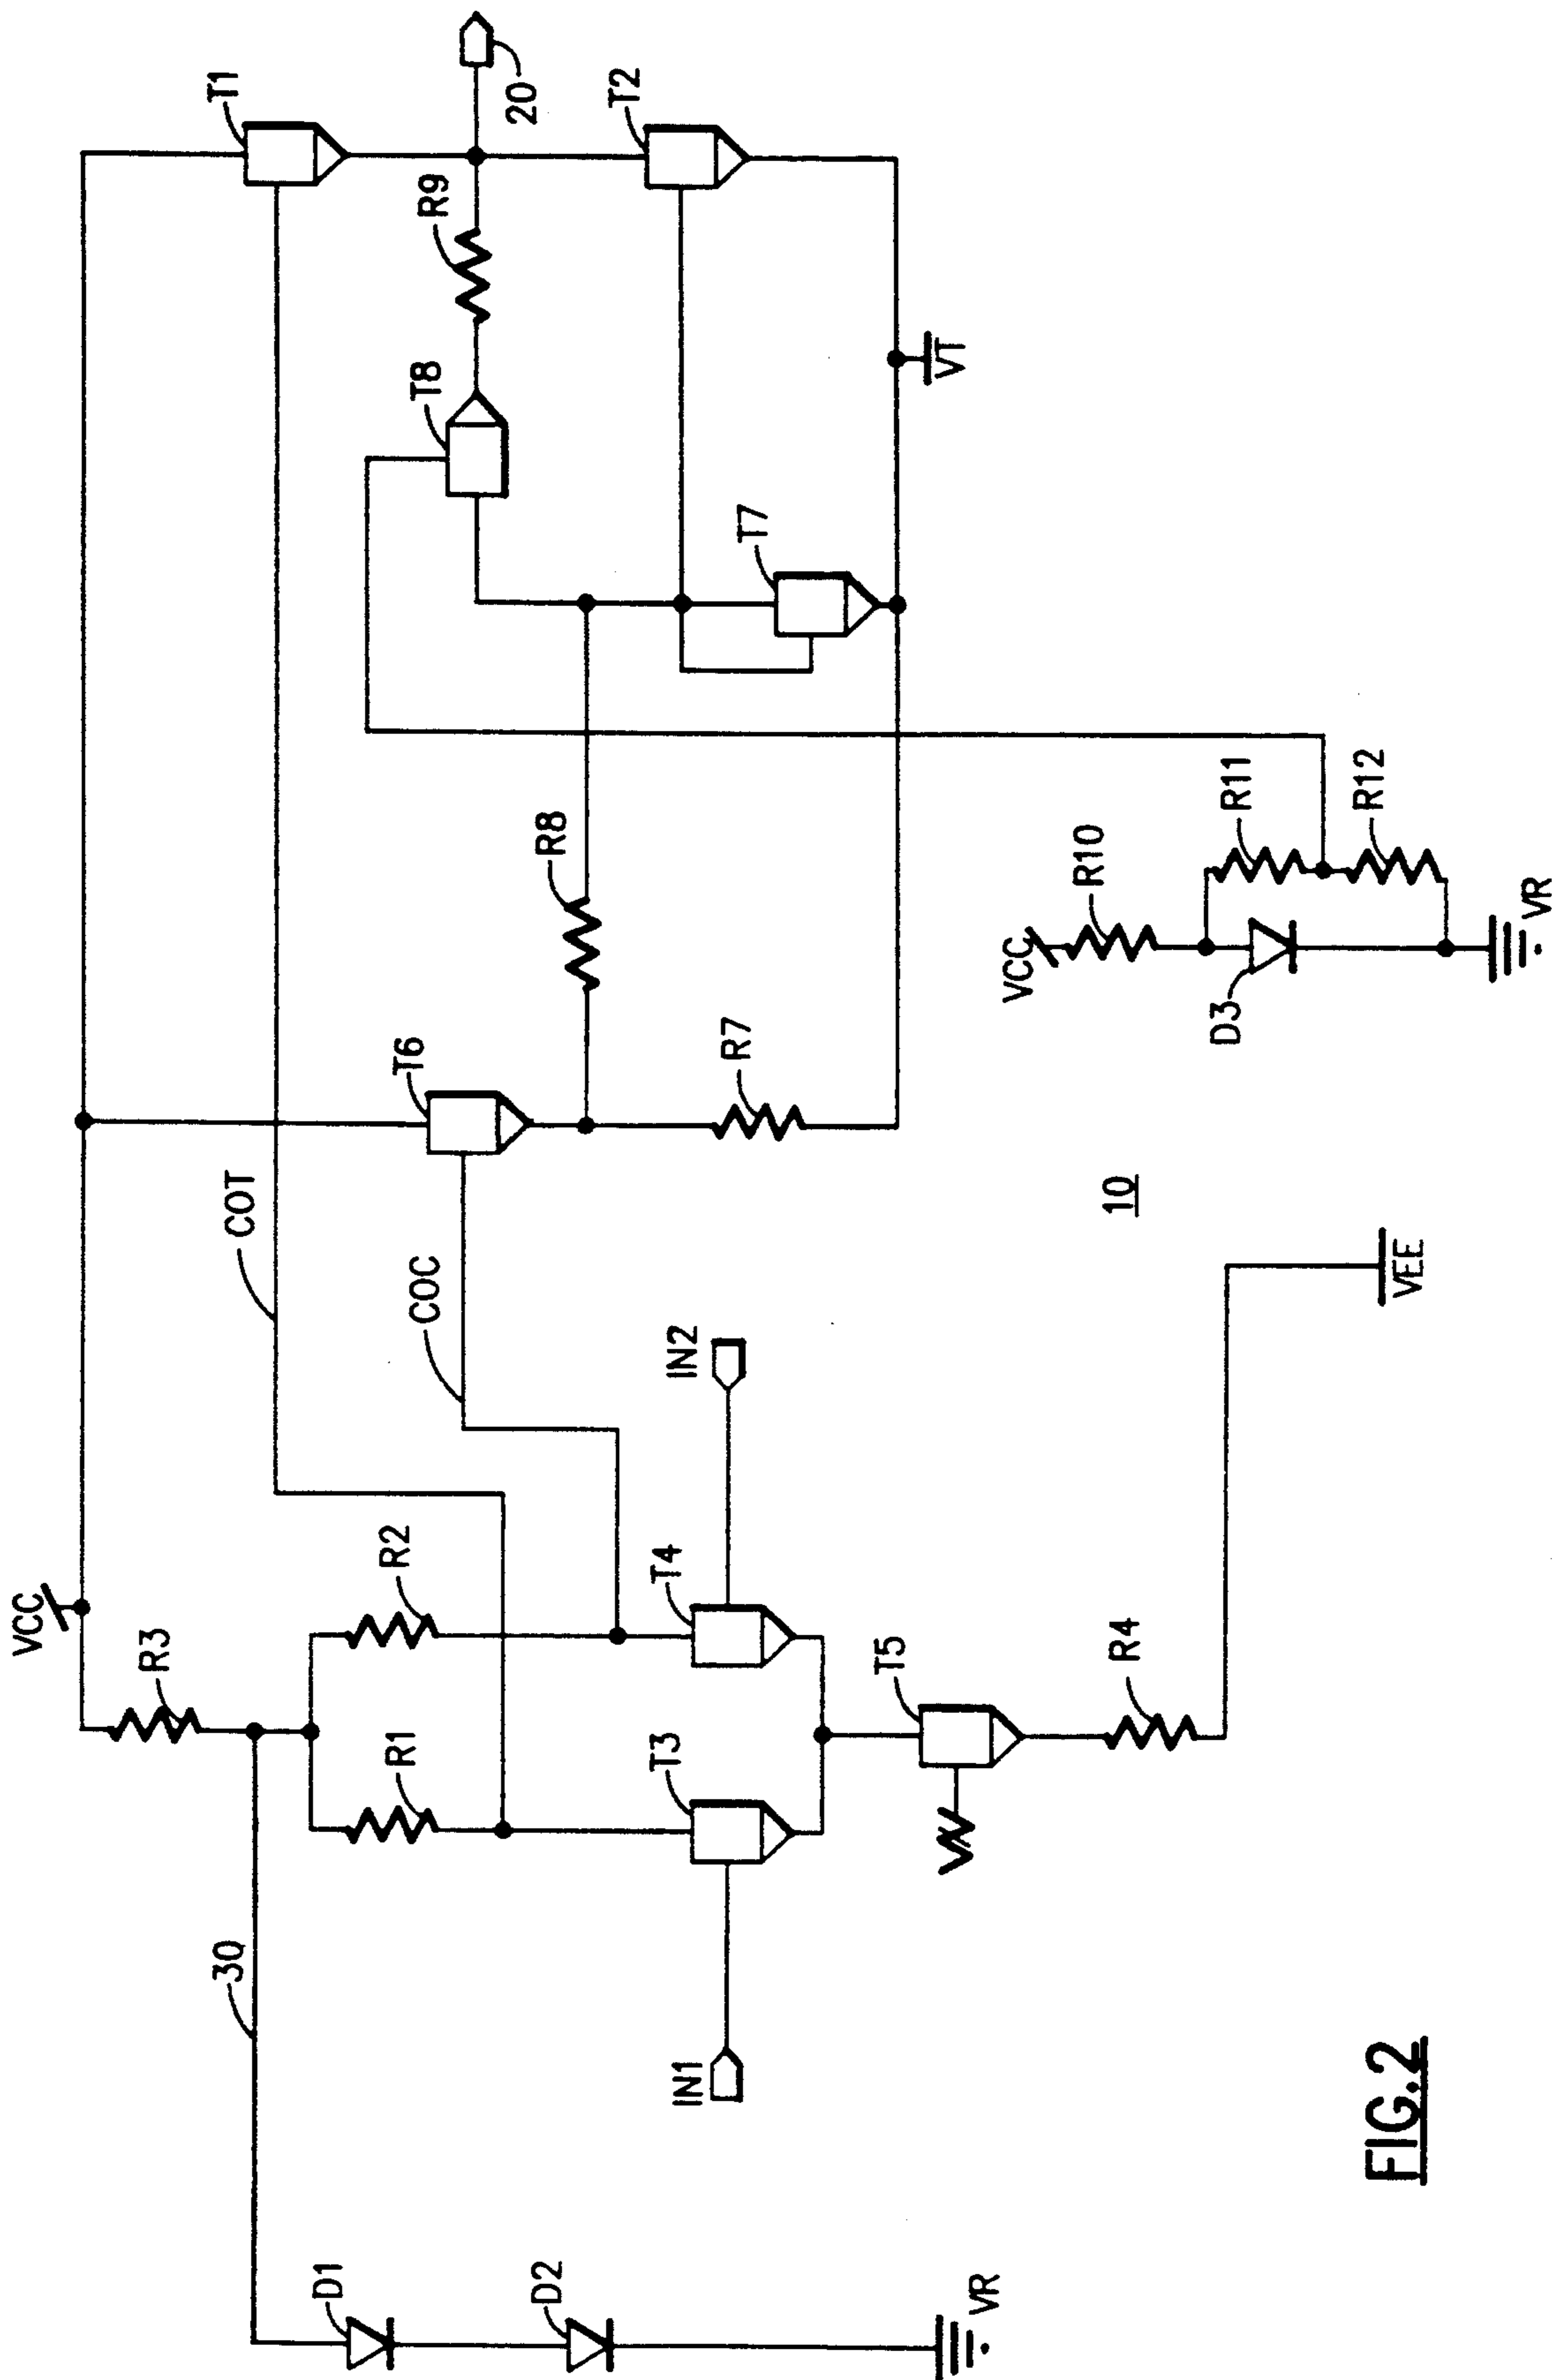 VCC
R3
30
R1
R2
COT
COC
T1
20
R9
T8
T6
R8
T2
T7
R7
VT
D1
D2
VR
IN1
T3
T4
IN2
T5
R4
VEE
10
VCC
R10
R11
D3
R12
VR
FIG.2